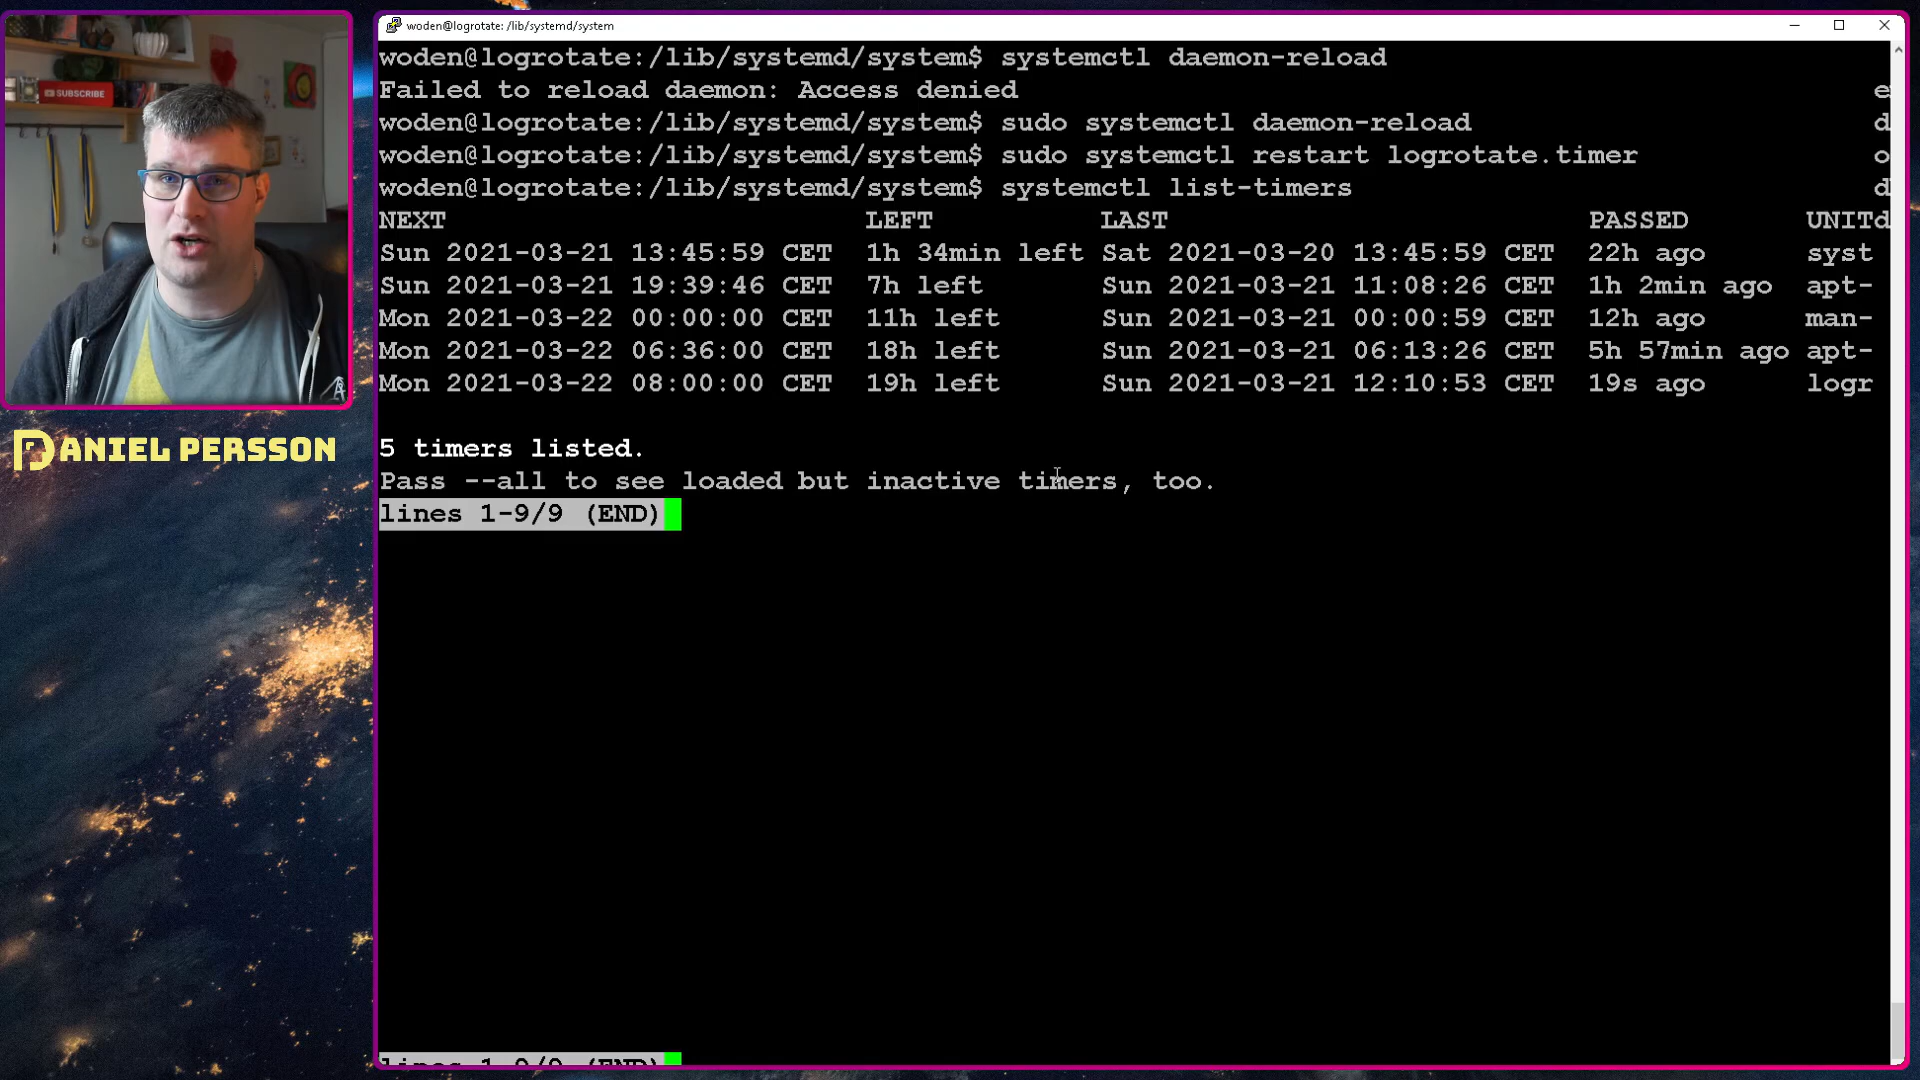 SUBSCRIBE
DANIEL PERSSON
woden@logrotate: /lib/systemd/system
woden@logrotate:/lib/systemd/system$ systemctl daemon-reload
Failed to reload daemon: Access denied
woden@logrotate:/lib/systemd/system$ sudo systemctl daemon-reload
woden@logrotate:/lib/systemd/system$ sudo systemctl restart logrotate.timer
woden@logrotate:/lib/systemd/system$ systemctl list-timers
NEXT LEFT LAST PASSED UNIT
Sun 2021-03-21 13:45:59 CET 1h 34min left Sat 2021-03-20 13:45:59 CET 22h ago syst
Sun 2021-03-21 19:39:46 CET 7h left Sun 2021-03-21 11:08:26 CET 1h 2min ago apt-
Mon 2021-03-22 00:00:00 CET 11h left Sun 2021-03-21 00:00:59 CET 12h ago man-
Mon 2021-03-22 06:36:00 CET 18h left Sun 2021-03-21 06:13:26 CET 5h 57min ago apt-
Mon 2021-03-22 08:00:00 CET 19h left Sun 2021-03-21 12:10:53 CET 19s ago logr
5 timers listed.
Pass --all to see loaded but inactive timers, too.
lines 1-9/9 (END)
lines 1-9/9 (END)